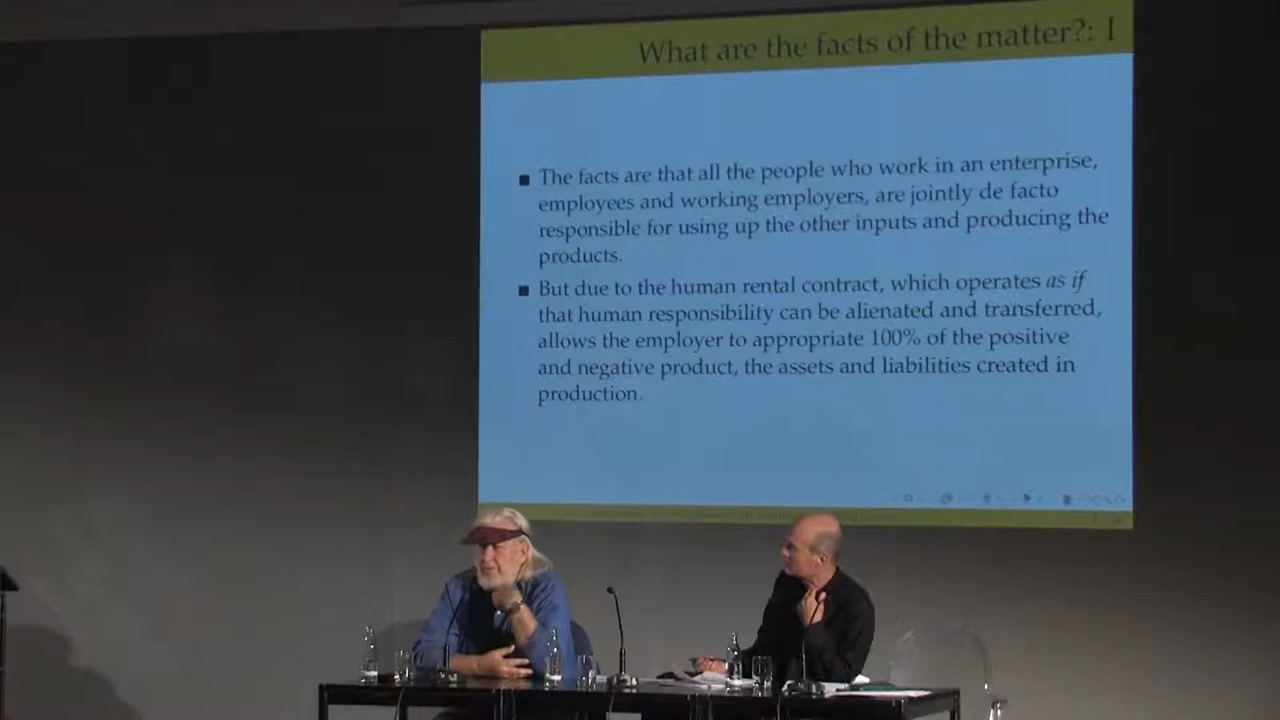 What are the facts of the matter?: I
■ The facts are that all the people who work in an enterprise,
employees and working employers, are jointly de facto
responsible for using up the other inputs and producing the
products.
■ But due to the human rental contract, which operates as if
that human responsibility can be alienated and transferred,
allows the employer to appropriate 100% of the positive
and negative product, the assets and liabilities created in
production.